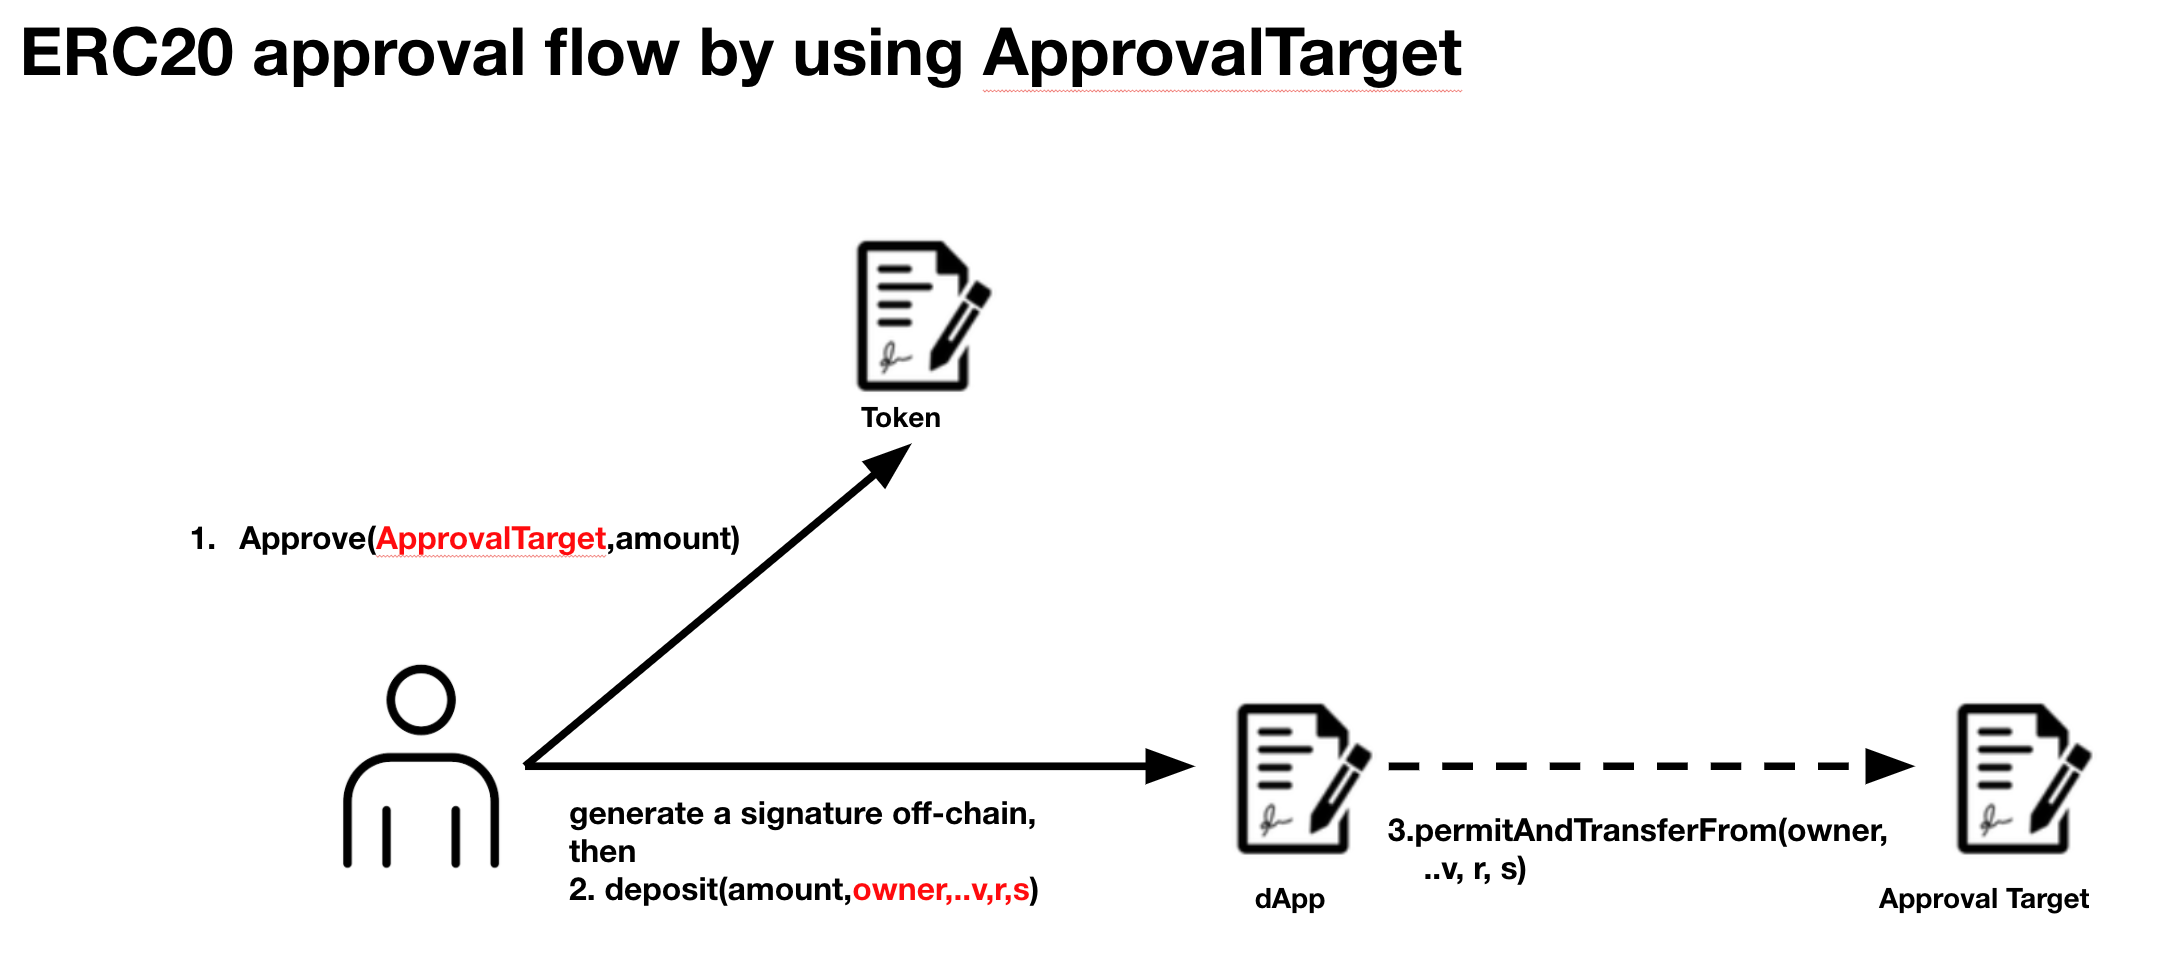 ERC20 approval flow by using ApprovalTarget
Token
1. Approve(ApprovalTarget,amount)
generate a signature off-chain,
then
2. deposit(amount,owner,..v,r,s)
3.permitAndTransferFrom(owner,
..v, r, s)
dApp
Approval Target